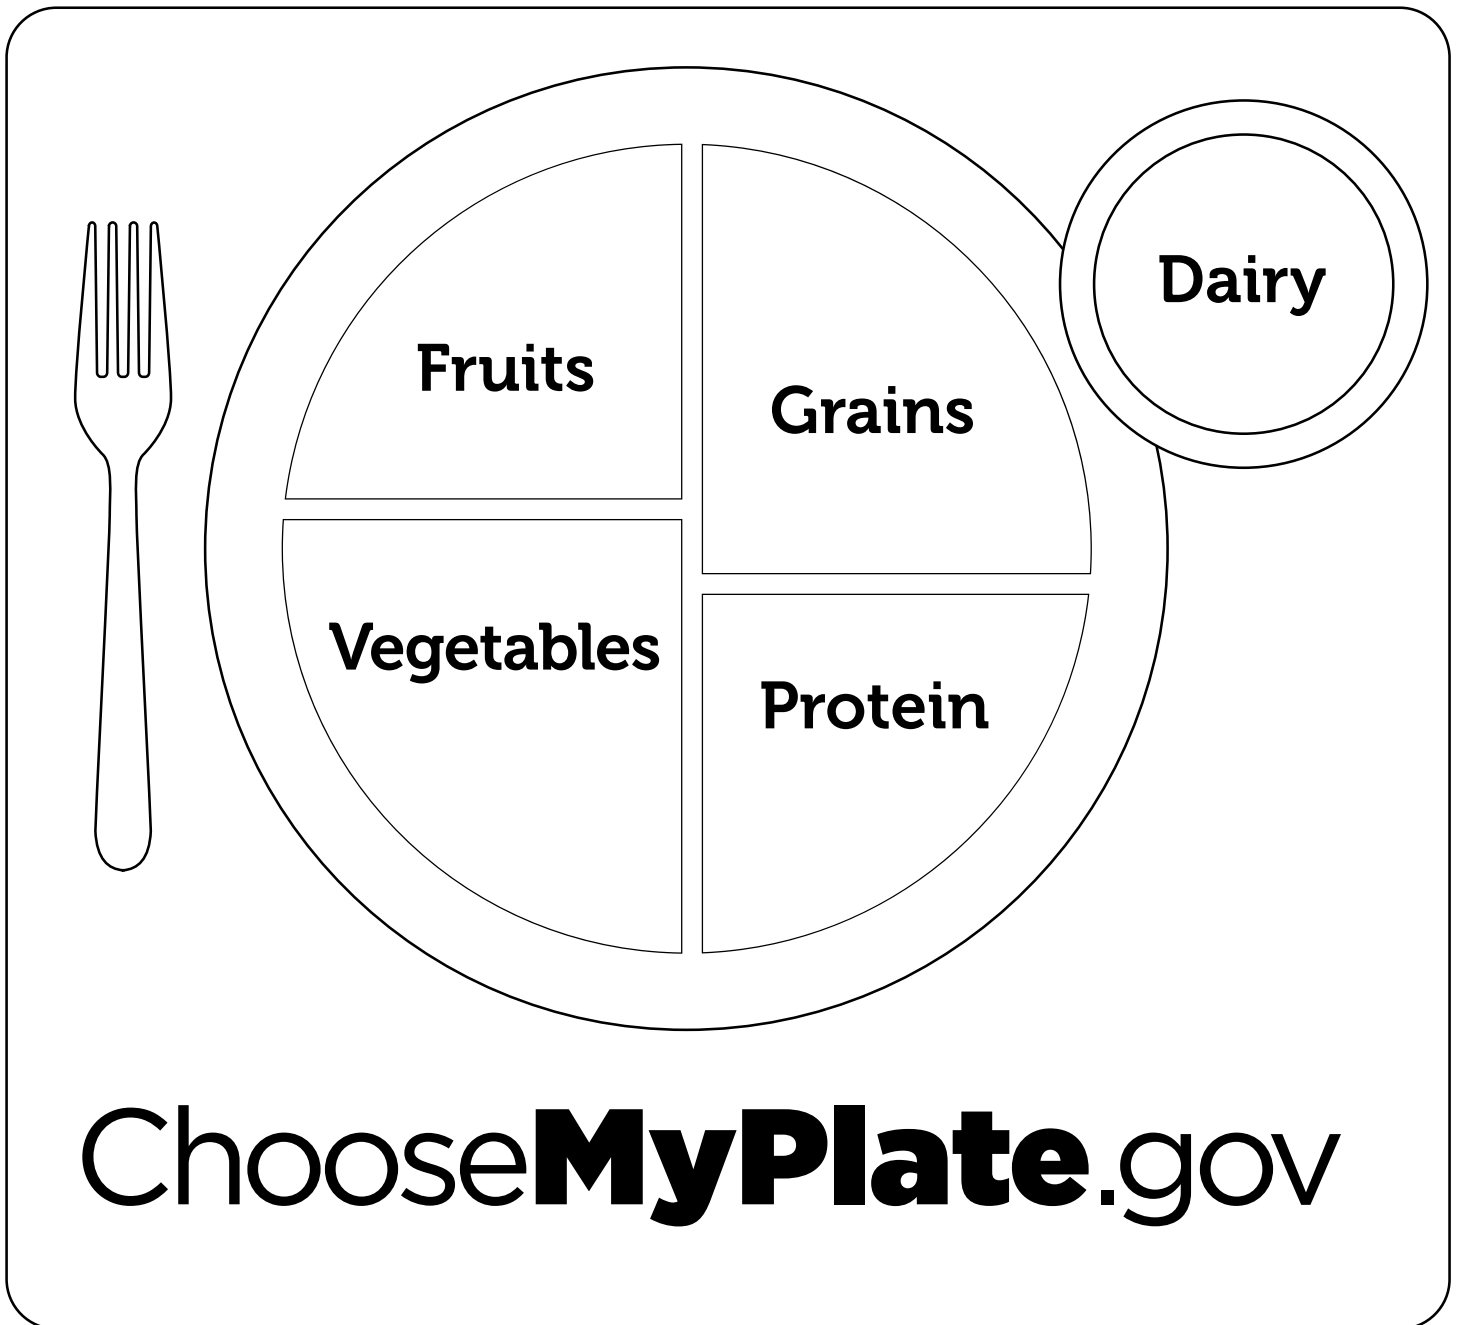 Fruits
Grains
Dairy
Vegetables
Protein
ChooseMyPlate.gov